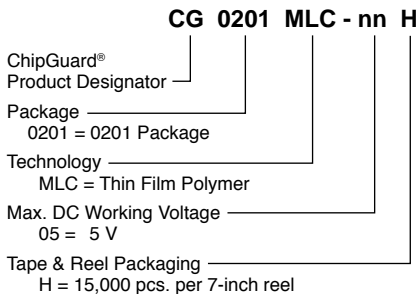 CG 0201 MLC - nn H
ChipGuard®
Product Designator
Package
0201 = 0201 Package
Technology
MLC = Thin Film Polymer
Max. DC Working Voltage
05 = 5 V
Tape & Reel Packaging
H = 15,000 pcs. per 7-inch reel